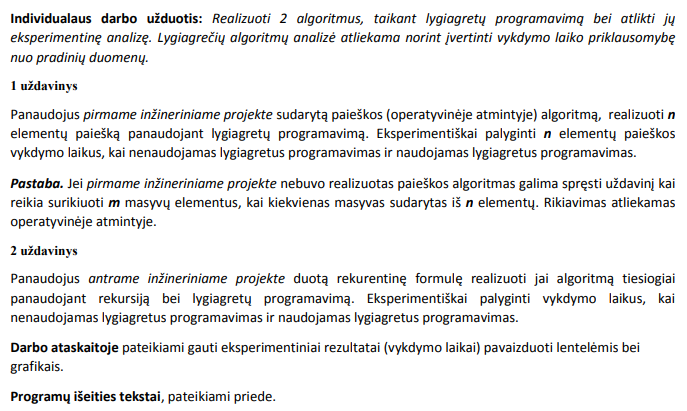 Individualaus darbo užduotis: Realizuoti 2 algoritmus, taikant lygiagretų programavimą bei atlikti jų
eksperimentinę analizę. Lygiagrečių algoritmų analizė atliekama norint įvertinti vykdymo laiko priklausomybę
nuo pradinių duomenų.
1 uždavinys
Panaudojus pirmame inžineriniame projekte sudarytą paieškos (operatyvinėje atmintyje) algoritmą, realizuoti n
elementų paiešką panaudojant lygiagretų programavimą. Eksperimentiškai palyginti n elementų paieškos
vykdymo laikus, kai nenaudojamas lygiagretus programavimas ir naudojamas lygiagretus programavimas.
Pastaba. Jei pirmame inžineriniame projekte nebuvo realizuotas paieškos algoritmas galima spręsti uždavinį kai
reikia surikiuoti m masyvų elementus, kai kiekvienas masyvas sudarytas iš n elementų. Rikiavimas atliekamas
operatyvinėje atmintyje.
2 uždavinys
Panaudojus antrame inžineriniame projekte duotą rekurentinę formulę realizuoti jai algoritmą tiesiogiai
panaudojant rekursiją bei lygiagretų programavimą. Eksperimentiškai palyginti vykdymo laikus, kai
nenaudojamas lygiagretus programavimas ir naudojamas lygiagretus programavimas.
Darbo ataskaitoje pateikiami gauti eksperimentiniai rezultatai (vykdymo laikai) pavaizduoti lentelėmis bei
grafikais.
Programų išeities tekstai, pateikiami priede.